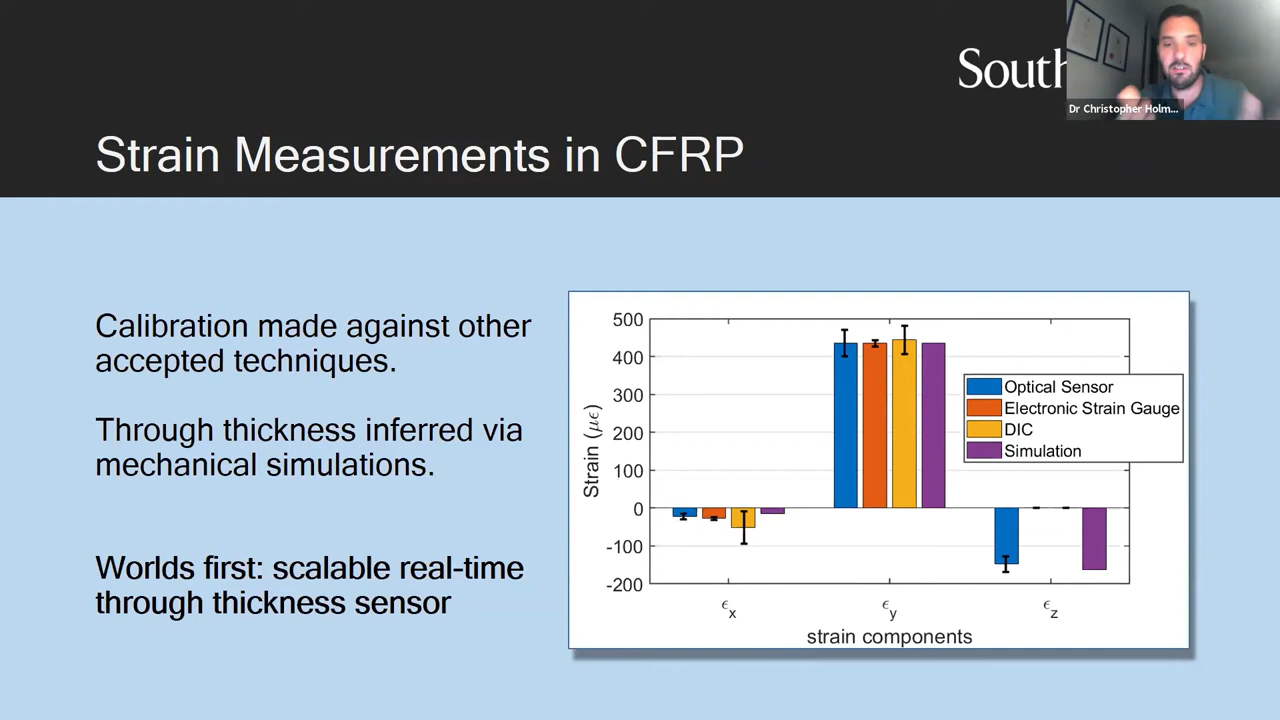 South
Dr Christopher Holm...
Strain Measurements in CFRP
Calibration made against other
accepted techniques.
Through thickness inferred via
mechanical simulations.
Worlds first: scalable real-time
through thickness sensor
500
400
300
200
100
0
-100
-200
Strain (με)
Optical Sensor
Electronic Strain Gauge
DIC
Simulation
ϵx
ϵy
ϵz
strain components